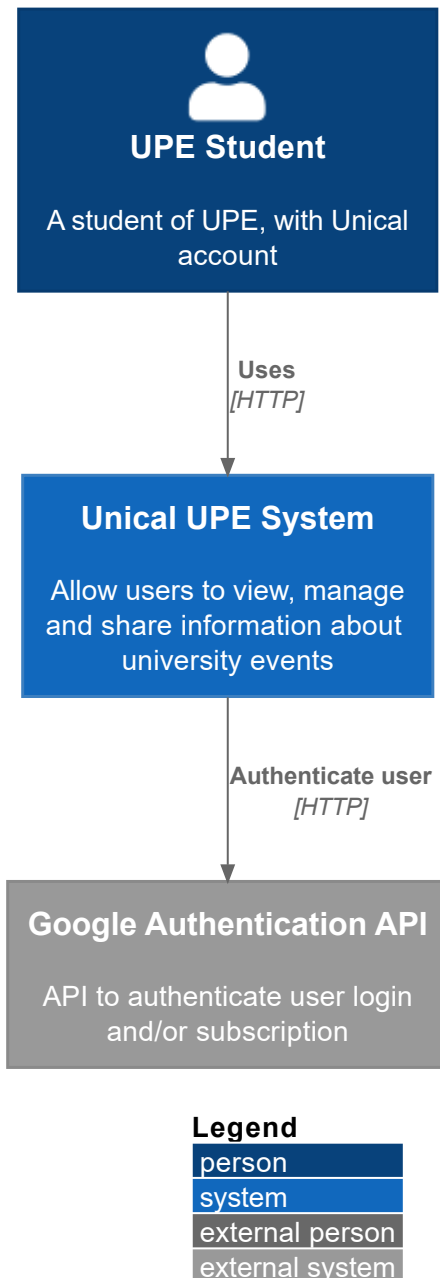 UPE Student
A student of UPE, with Unical
account
Uses
[HTTP]
Unical UPE System
Allow users to view, manage
and share information about
university events
Authenticate user
[HTTP]
Google Authentication API
API to authenticate user login
and/or subscription
Legend
person
system
external person
external system